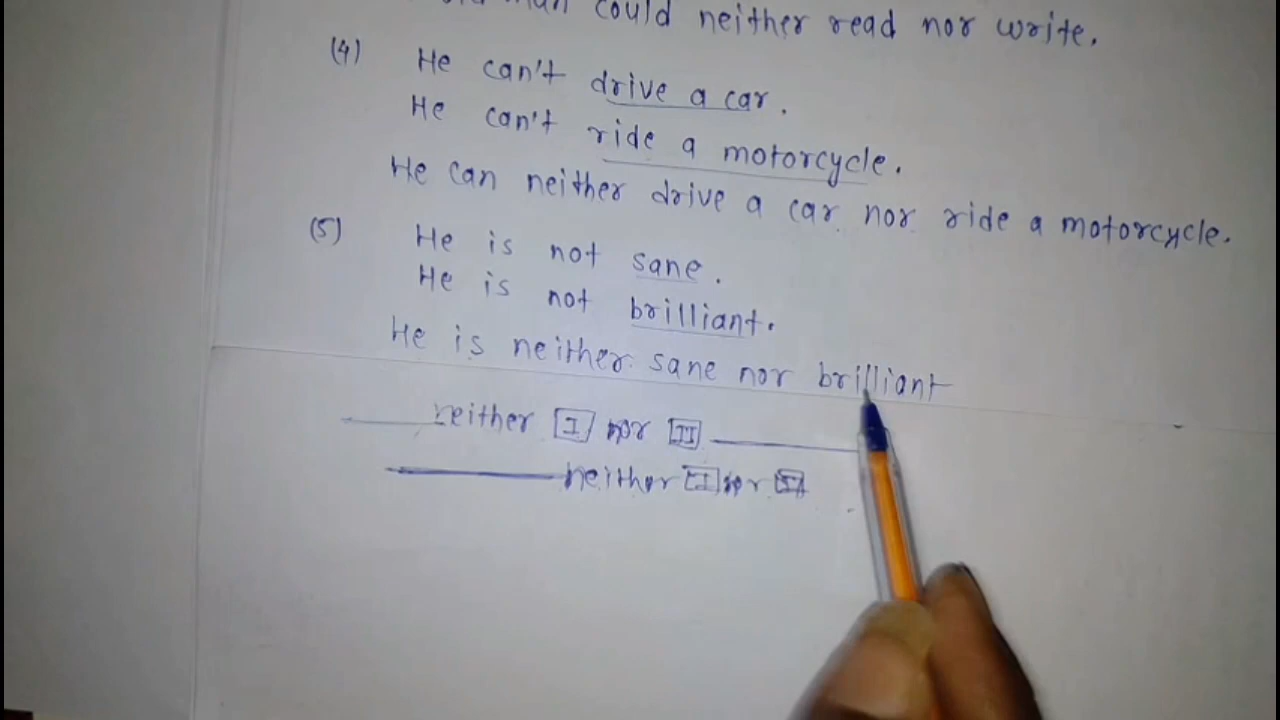 could neither read nor write.
(4) He can't drive a car.
He can't ride a motorcycle.
He can neither drive a car nor ride a motorcycle.
(5) He is not sane.
He is not brilliant.
He is neither sane nor brilliant
neither I nor II
neither I nor II